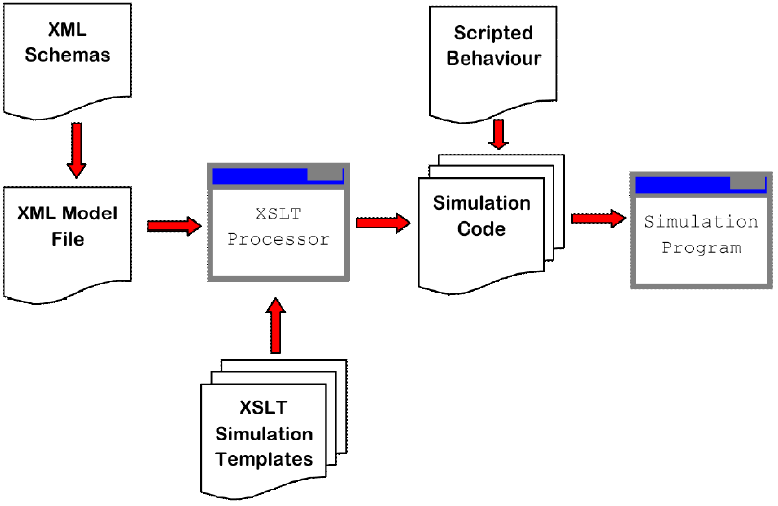 XML
Schemas
Scripted
Behaviour
XML Model
File
XSLT
Processor
Simulation
Code
Simulation
Program
XSLT
Simulation
Templates